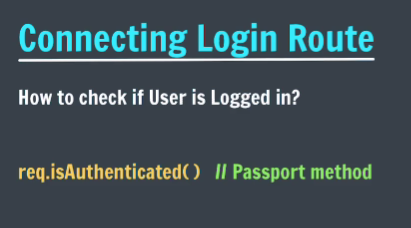 Connecting Login Route
How to check if User is Logged in?
req.isAuthenticated( ) // Passport method